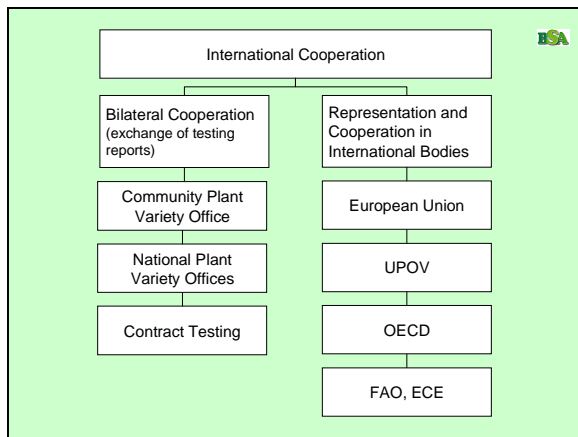 BSA
International Cooperation
Bilateral Cooperation
(exchange of testing
reports)
Representation and
Cooperation in
International Bodies
Community Plant
Variety Office
European Union
National Plant
Variety Offices
UPOV
Contract Testing
OECD
FAO, ECE